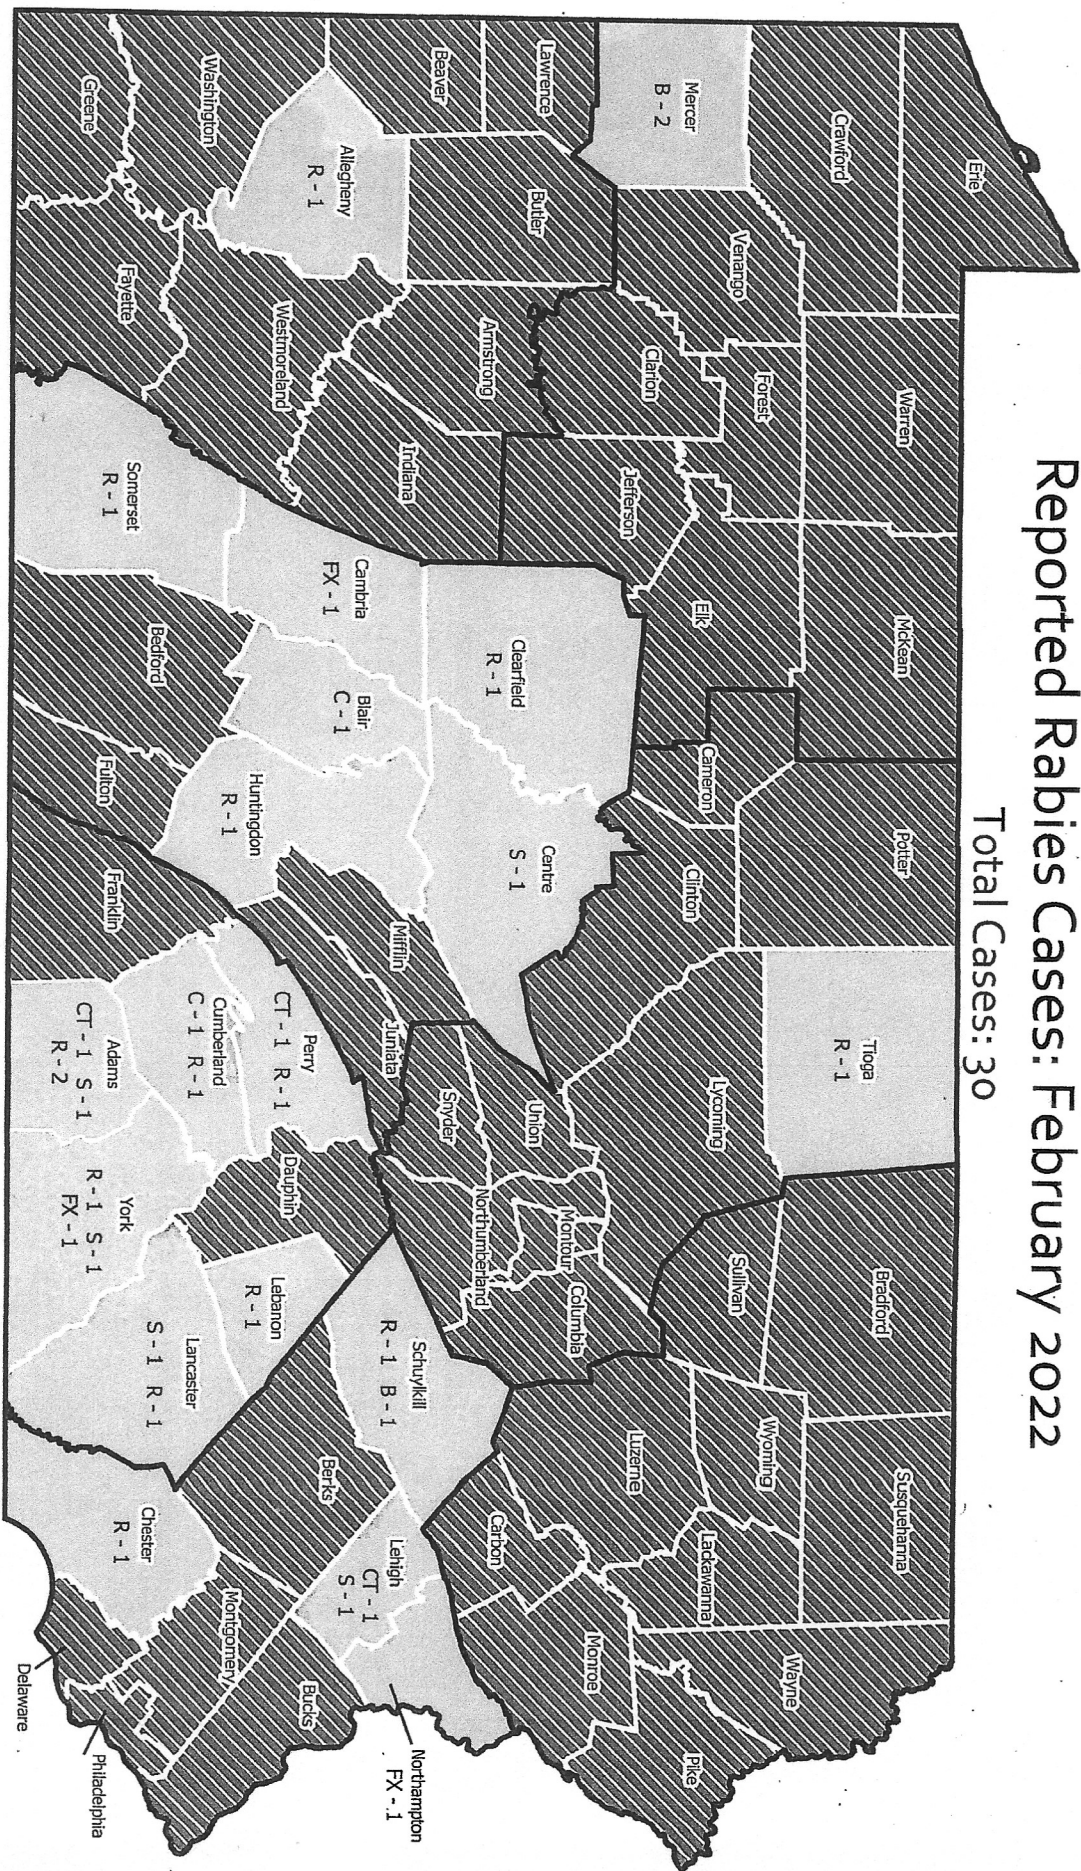 Reported Rabies Cases: February 2022
Total Cases: 30
Erie
Crawford
Warren
McKean
Potter
Tioga
R - 1
Bradford
Susquehanna
Wayne
Mercer
B - 2
Venango
Forest
Elk
Cameron
Clinton
Lycoming
Sullivan
Wyoming
Lackawanna
Pike
Lawrence
Butler
Clarion
Jefferson
Clearfield
R - 1
Centre
S - 1
Union
Montour
Columbia
Luzerne
Monroe
Beaver
Armstrong
Indiana
Cambria
FX - 1
Blair
C - 1
Mifflin
Juniata
Snyder
Northumberland
Schuylkill
R - 1 B - 1
Carbon
Northampton
FX - 1
Allegheny
R - 1
Westmoreland
Huntingdon
R - 1
Perry
CT - 1 R - 1
Dauphin
Lebanon
R - 1
Berks
Lehigh
CT - 1
S - 1
Bucks
Washington
Somerset
R - 1
Bedford
Fulton
Franklin
Cumberland
C - 1 R - 1
Adams
CT - 1 S - 1
R - 2
York
R - 1 S - 1
FX - 1
Lancaster
S - 1 R - 1
Chester
R - 1
Montgomery
Greene
Fayette
Delaware
Philadelphia